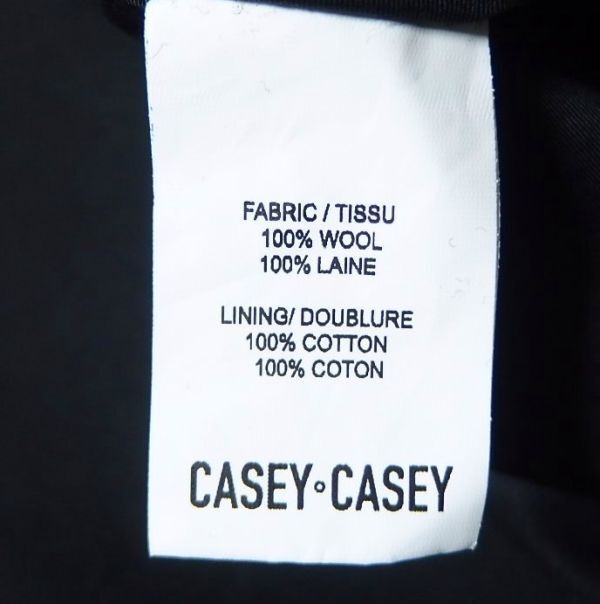 FABRIC / TISSU
100% WOOL
100% LAINE
LINING/ DOUBLURE
100% COTTON
100% COTON
CASEY°CASEY